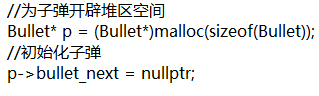 //为子弹开辟堆区空间
Bullet* p = (Bullet*)malloc(sizeof(Bullet));
//初始化子弹
p->bullet_next = nullptr;